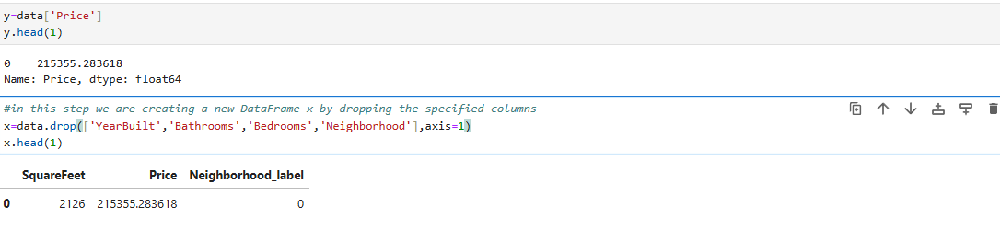 y=data['Price']
y.head(1)
0    215355.283618
Name: Price, dtype: float64
#in this step we are creating a new DataFrame x by dropping the specified columns
x=data.drop(['YearBuilt','Bathrooms','Bedrooms','Neighborhood'],axis=1)
x.head(1)
SquareFeet Price Neighborhood_label
0 2126 215355.283618 0